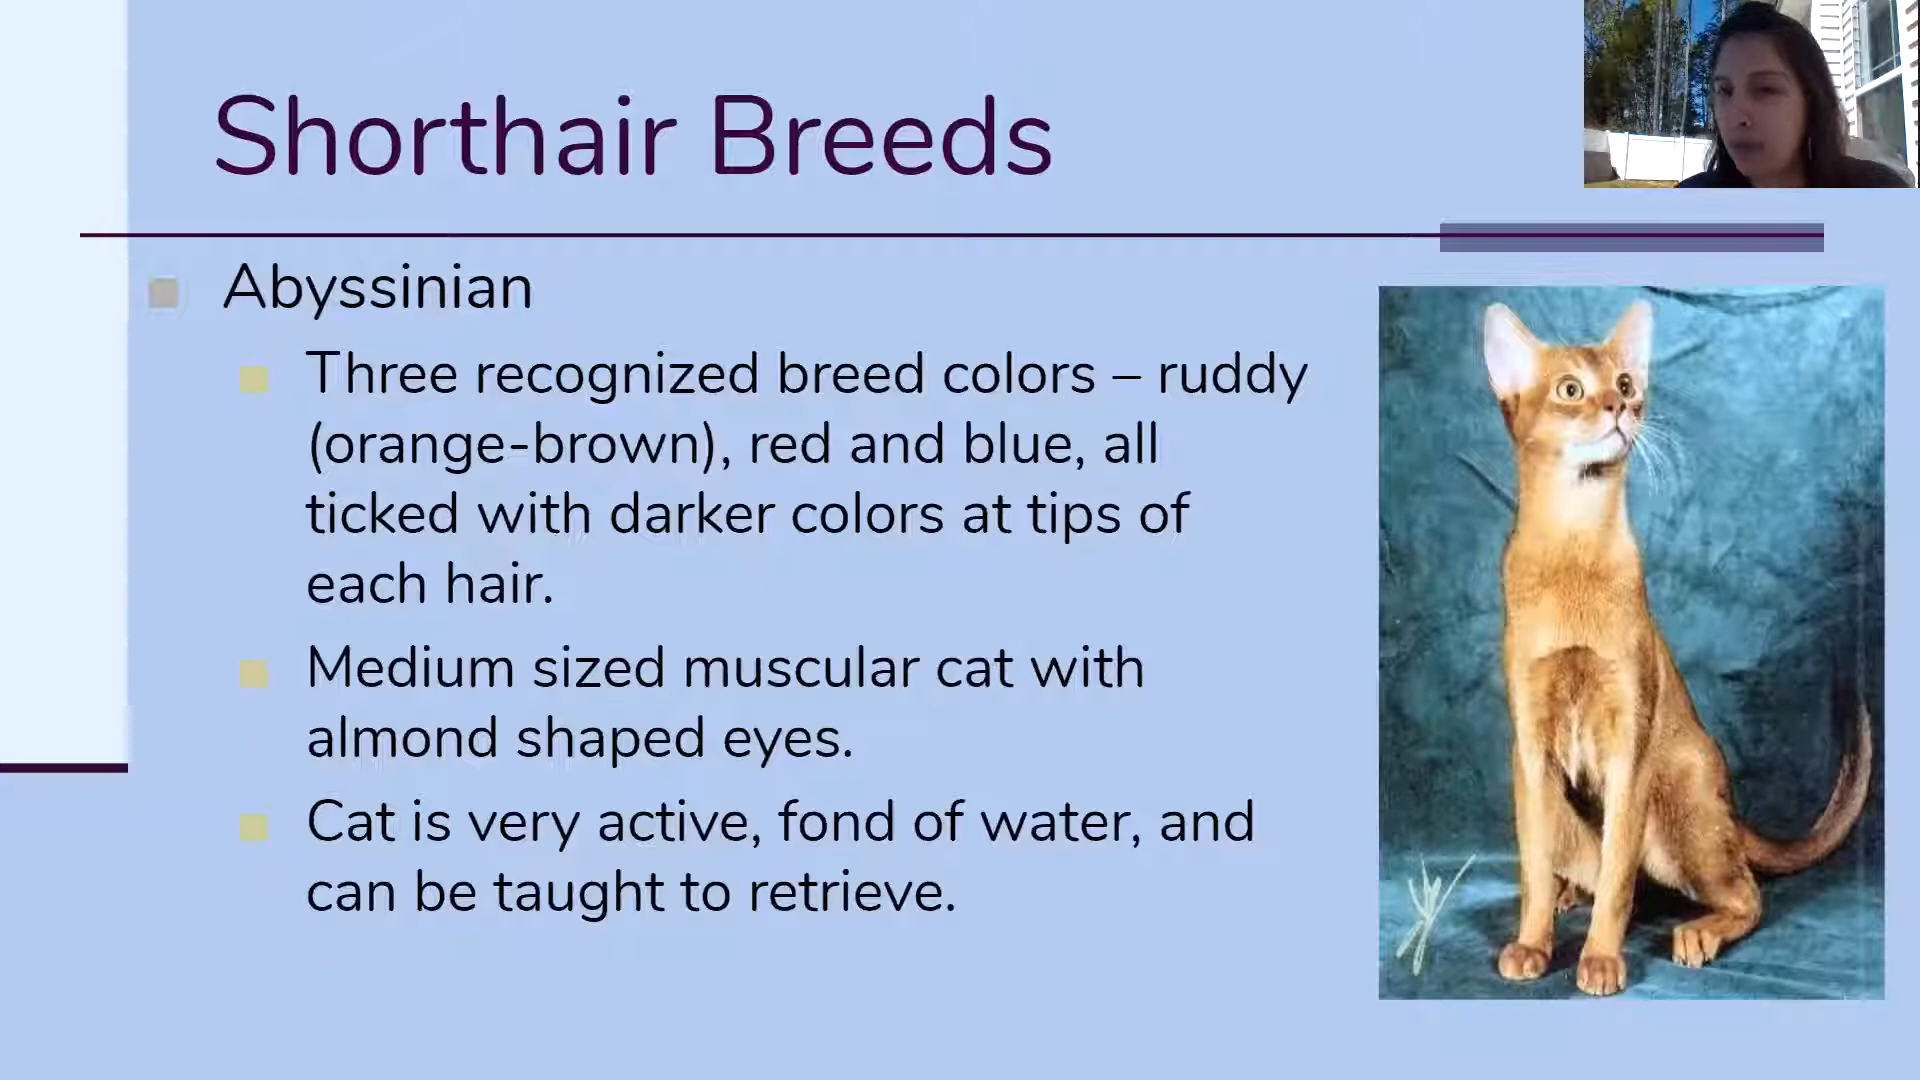 Shorthair Breeds
Abyssinian
Three recognized breed colors – ruddy
(orange-brown), red and blue, all
ticked with darker colors at tips of
each hair.
Medium sized muscular cat with
almond shaped eyes.
Cat is very active, fond of water, and
can be taught to retrieve.